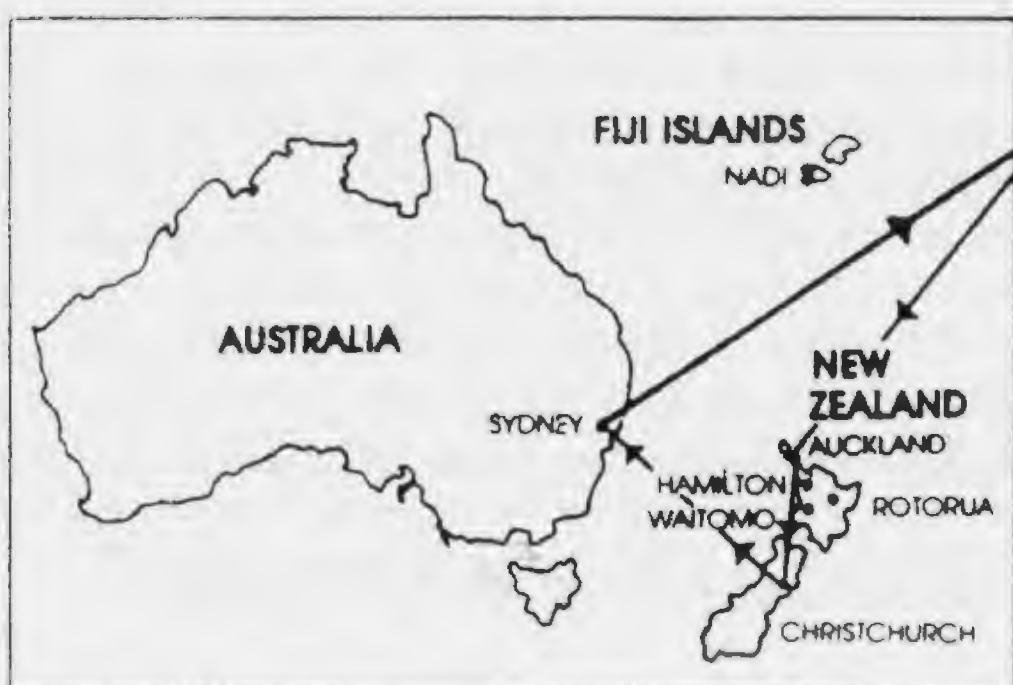 FIJI ISLANDS
NADI
AUSTRALIA
NEW
ZEALAND
SYDNEY
AUCKLAND
HAMILTON
WAITOMO
ROTORUA
CHRISTCHURCH